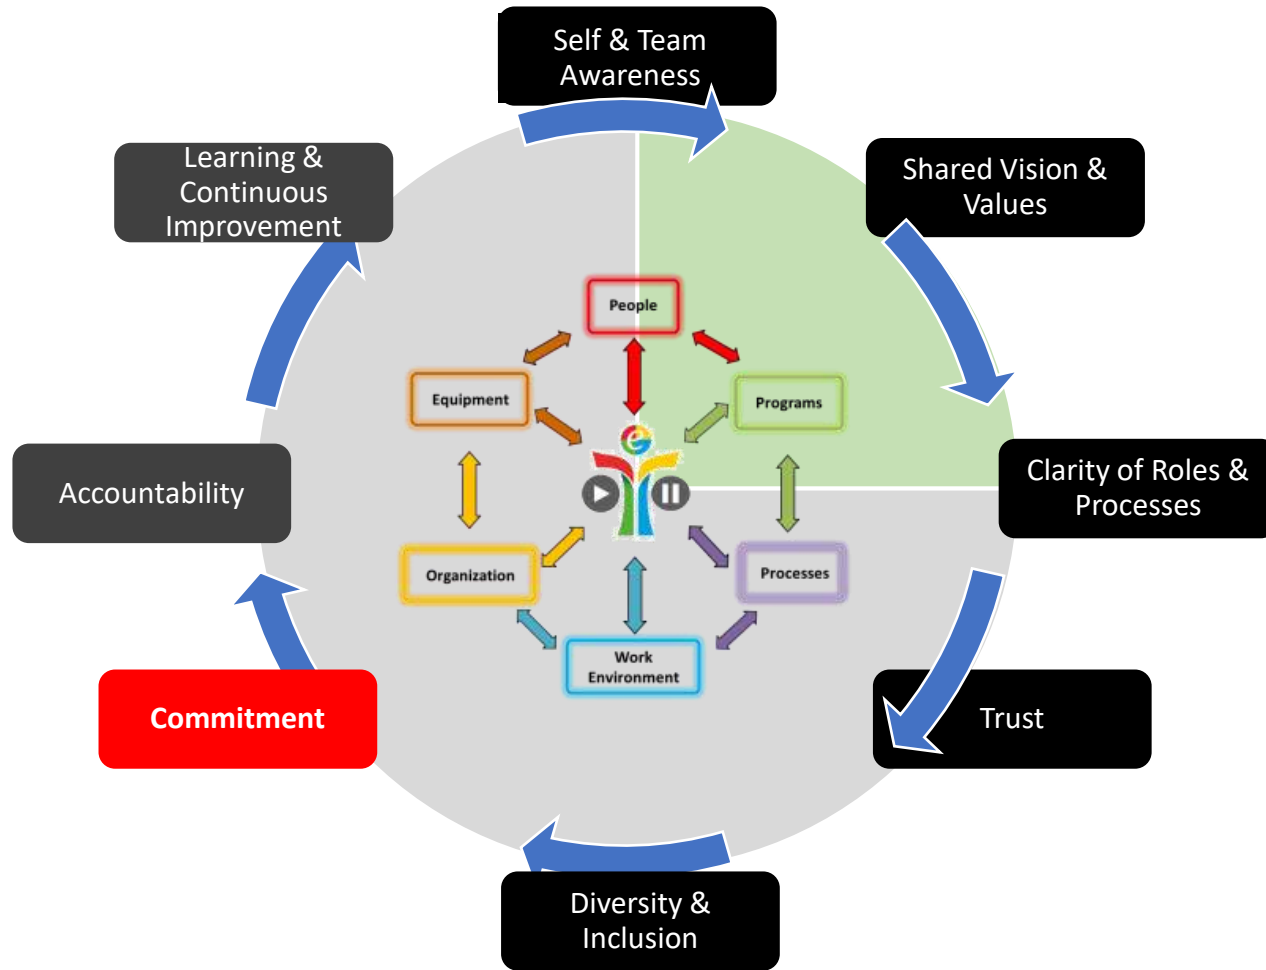 Self & Team
Awareness
Learning &
Continuous
Improvement
Shared Vision &
Values
People
Equipment
Programs
e
Accountability
Clarity of Roles &
Processes
Organization
Processes
Work
Environment
Commitment
Trust
Diversity &
Inclusion